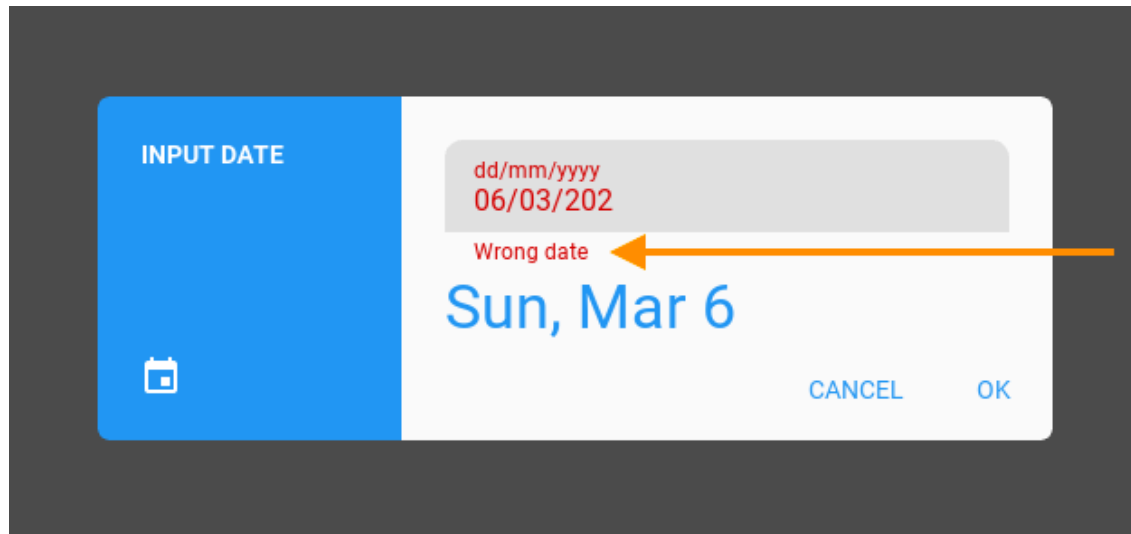 INPUT DATE
dd/mm/yyyy
06/03/202
Wrong date
Sun, Mar 6
CANCEL OK